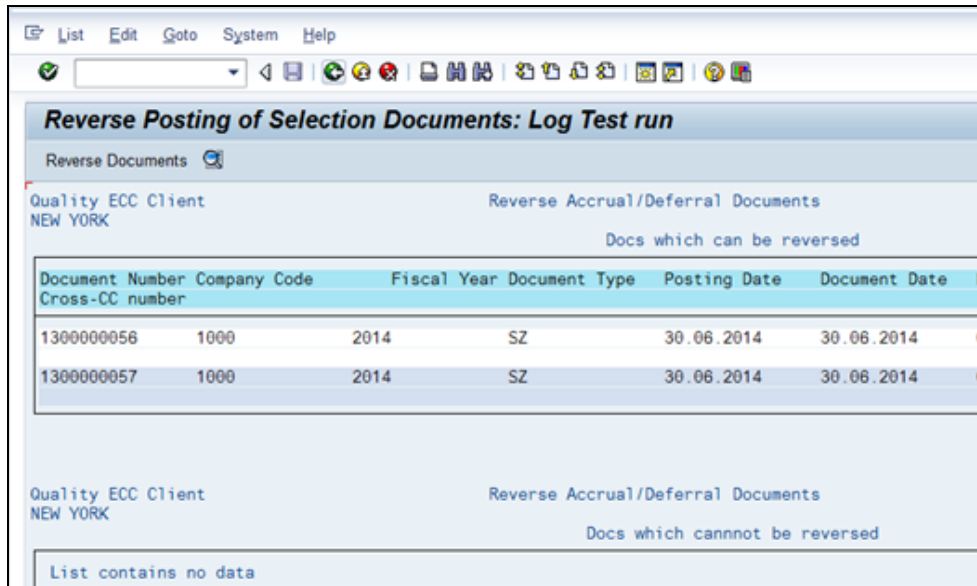 List Edit Goto System Help
Reverse Posting of Selection Documents: Log Test run
Reverse Documents
Quality ECC Client Reverse Accrual/Deferral Documents
NEW YORK
Docs which can be reversed
Document Number Company Code Fiscal Year Document Type Posting Date Document Date
Cross-CC number
1300000056 1000 2014 SZ 30.06.2014 30.06.2014
1300000057 1000 2014 SZ 30.06.2014 30.06.2014
Quality ECC Client Reverse Accrual/Deferral Documents
NEW YORK
Docs which cannnot be reversed
List contains no data